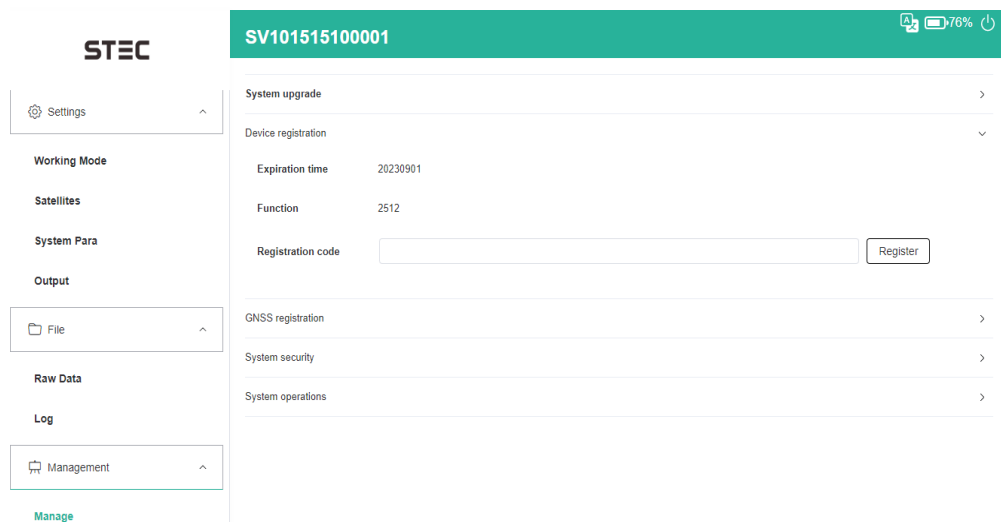 STEC
SV101515100001
76%
Settings
Working Mode
Satellites
System Para
Output
File
Raw Data
Log
Management
Manage
System upgrade
Device registration
Expiration time 20230901
Function 2512
Registration code Register
GNSS registration
System security
System operations